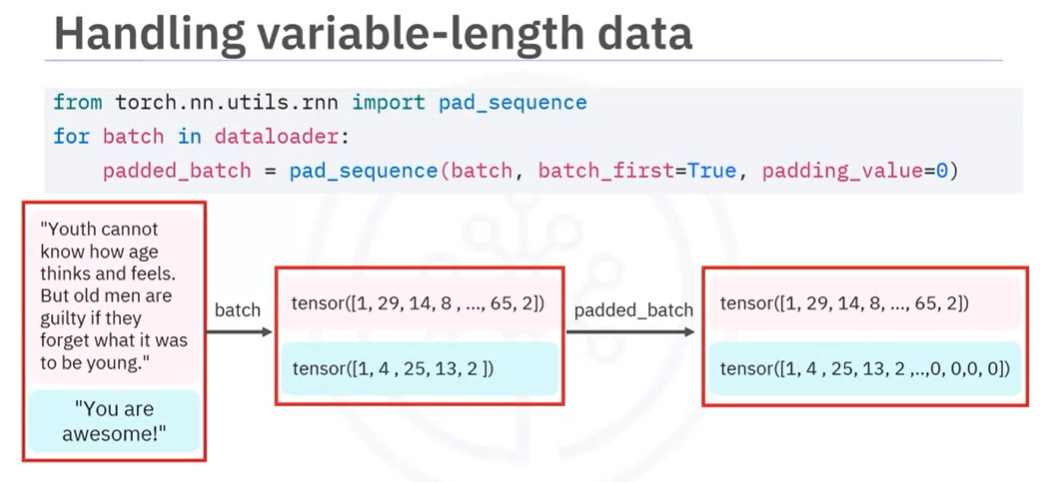 Handling variable-length data
from torch.nn.utils.rnn import pad_sequence
for batch in dataloader:
    padded_batch = pad_sequence(batch, batch_first=True, padding_value=0)
"Youth cannot
know how age
thinks and feels.
But old men are
guilty if they
forget what it was
to be young."
"You are
awesome!"
batch
tensor([1, 29, 14, 8 , ..., 65, 2])
tensor([1, 4 , 25, 13, 2 ])
padded_batch
tensor([1, 29, 14, 8, ..., 65, 2])
tensor([1, 4 , 25, 13, 2 ,..,0, 0,0, 0])